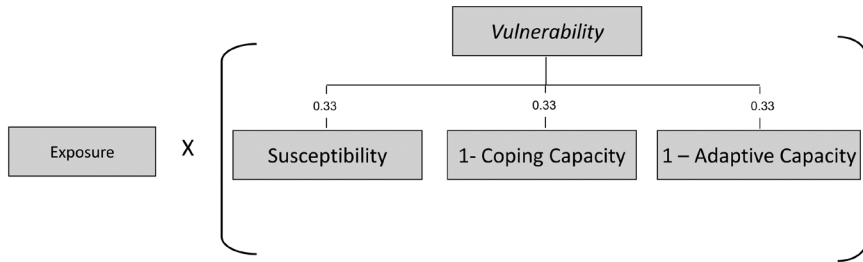 Vulnerability
0.33
0.33
0.33
Exposure
X
Susceptibility
1- Coping Capacity
1 – Adaptive Capacity